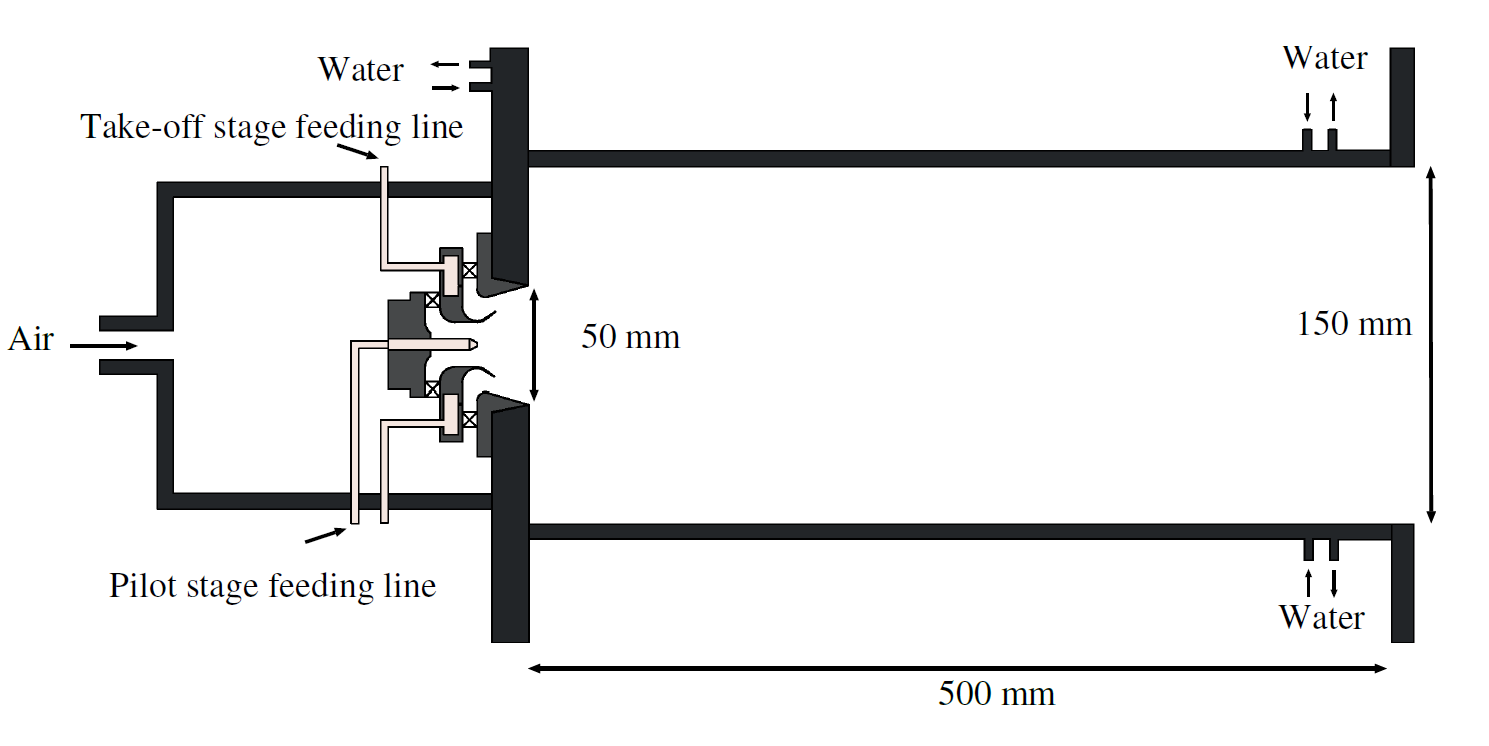 Water
Water
Take-off stage feeding line
Air
50 mm
150 mm
Pilot stage feeding line
Water
500 mm